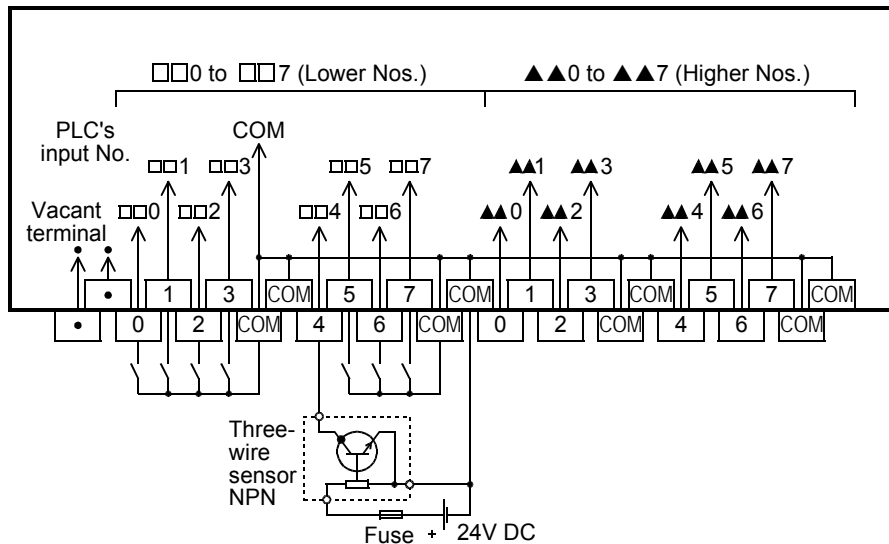 □□0 to □□7 (Lower Nos.) ▲▲0 to ▲▲7 (Higher Nos.)
PLC's COM
input No.
□□1 □□3 □□5 □□7 ▲▲1 ▲▲3 ▲▲5 ▲▲7
Vacant
terminal
□□0 □□2 □□4 □□6 ▲▲0 ▲▲2 ▲▲4 ▲▲6
• •
• 1 3 COM 5 7 COM 1 3 COM 5 7 COM
• 0 2 COM 4 6 COM 0 2 COM 4 6 COM
Three-
wire
sensor
NPN
Fuse + 24V DC